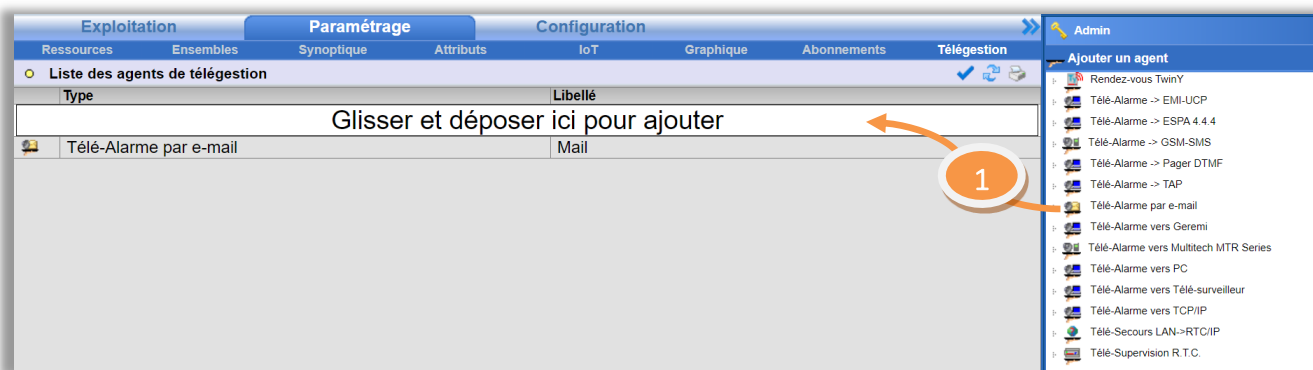 Exploitation Paramétrage Configuration
Ressources Ensembles Synoptique Attributs IoT Graphique Abonnements Télégestion
Liste des agents de télégestion
Type Libellé
Glisser et déposer ici pour ajouter
Télé-Alarme par e-mail Mail
1
Admin
Ajouter un agent
Rendez-vous TwinY
Télé-Alarme -> EMI-UCP
Télé-Alarme -> ESPA 4.4.4
Télé-Alarme -> GSM-SMS
Télé-Alarme -> Pager DTMF
Télé-Alarme -> TAP
Télé-Alarme par e-mail
Télé-Alarme vers Geremi
Télé-Alarme vers Multitech MTR Series
Télé-Alarme vers PC
Télé-Alarme vers Télé-surveilleur
Télé-Alarme vers TCP/IP
Télé-Secours LAN->RTC/IP
Télé-Supervision R.T.C.